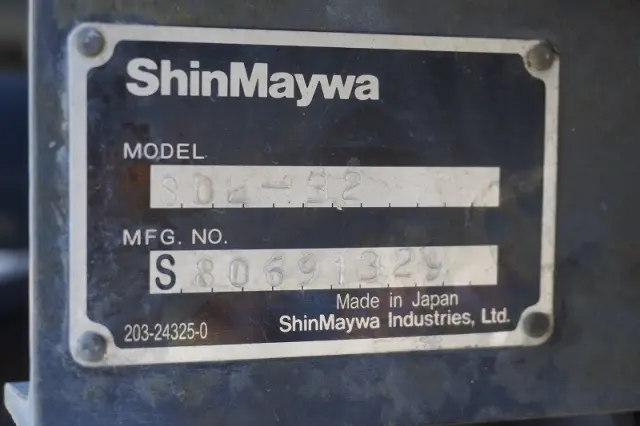 ShinMaywa
MODEL
MFG. NO.
S 80691329
Made in Japan
203-24325-0
ShinMaywa Industries, Ltd.